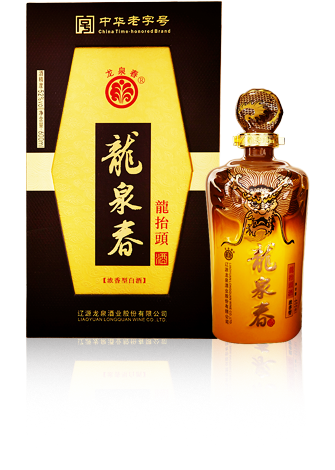 中华老字号
China Time-honored Brand
龙泉春
®
龍泉春
龍抬頭
酒
【浓香型白酒】
辽源龙泉酒业股份有限公司
LIAOYUAN LONGQUAN WINE CO. LTD
龍泉春